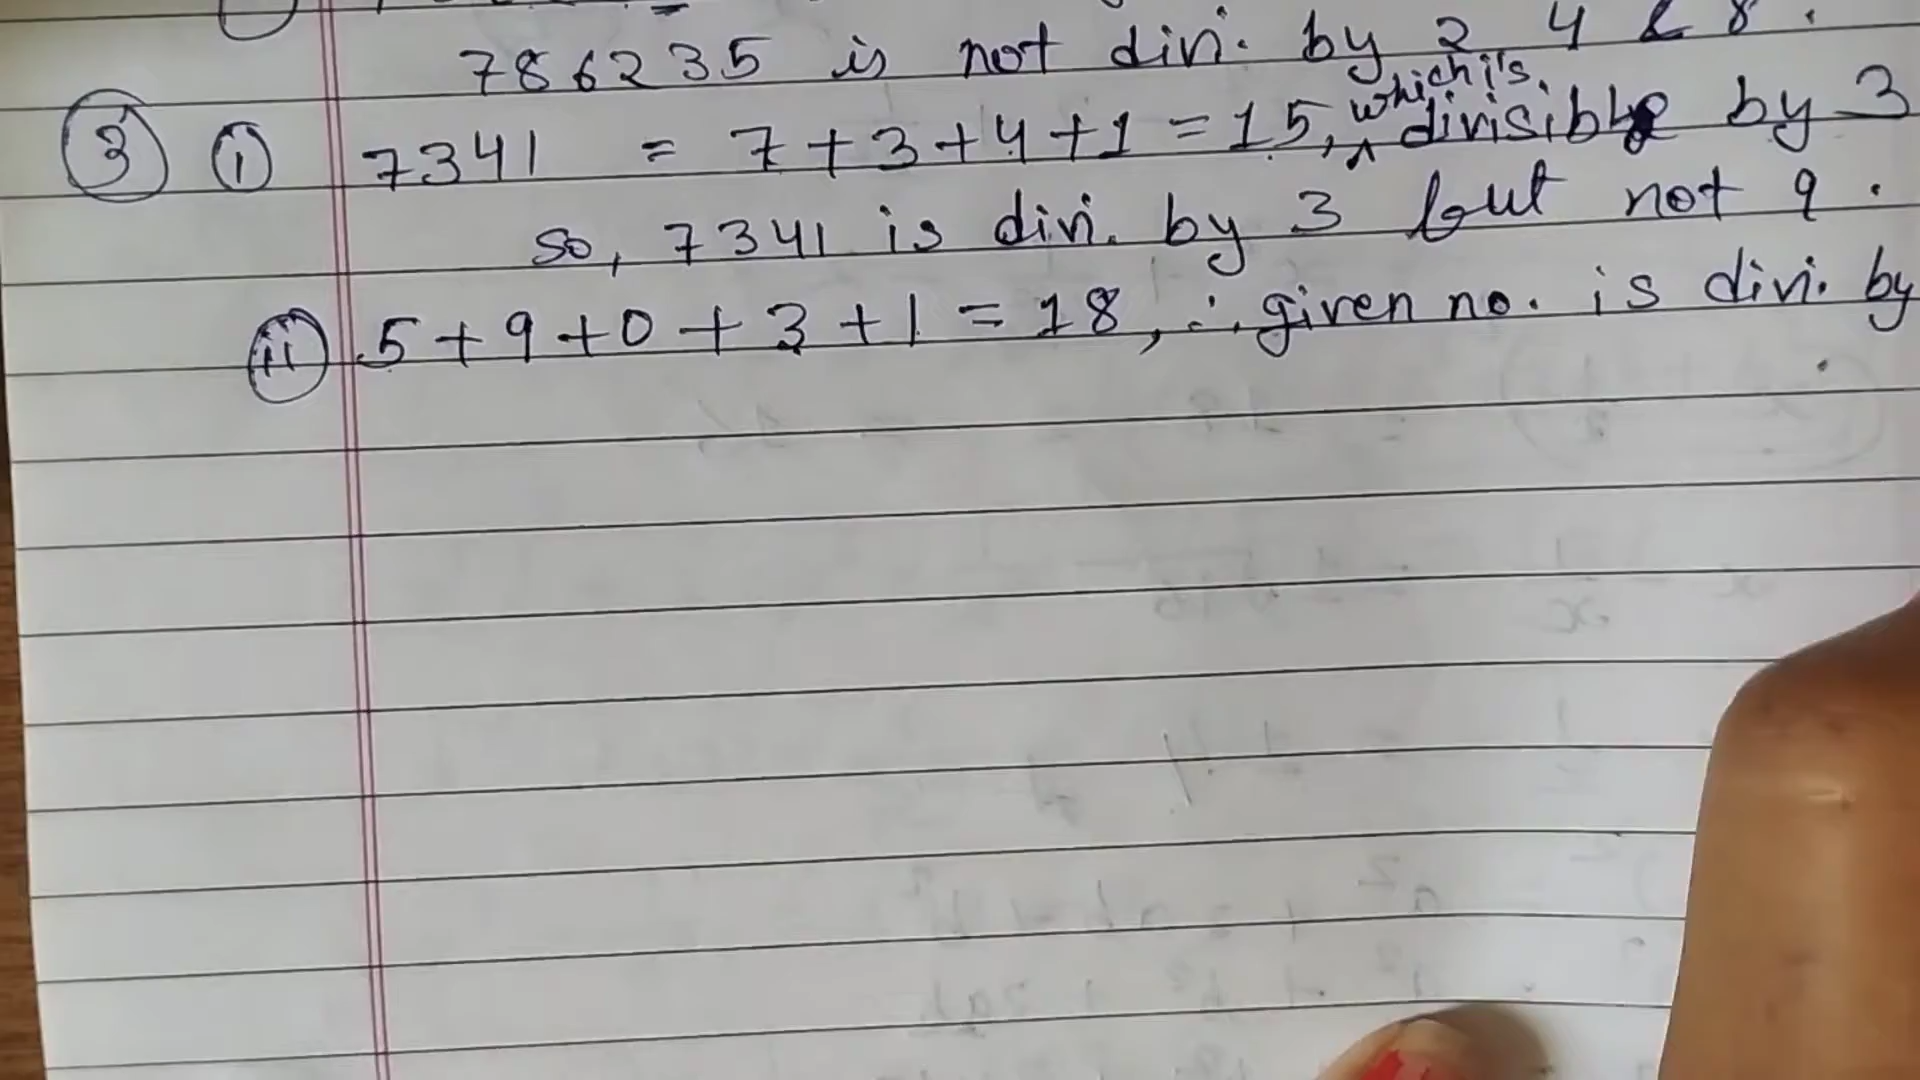 786235 is not divi. by 2 4 & 8.
③ ⓘ 7341 = 7+3+4+1 = 15, which is divisible by 3
so, 7341 is divi. by 3 but not 9.
ⓘⓘ 5+9+0+3+1 = 18, ∴ given no. is divi. by